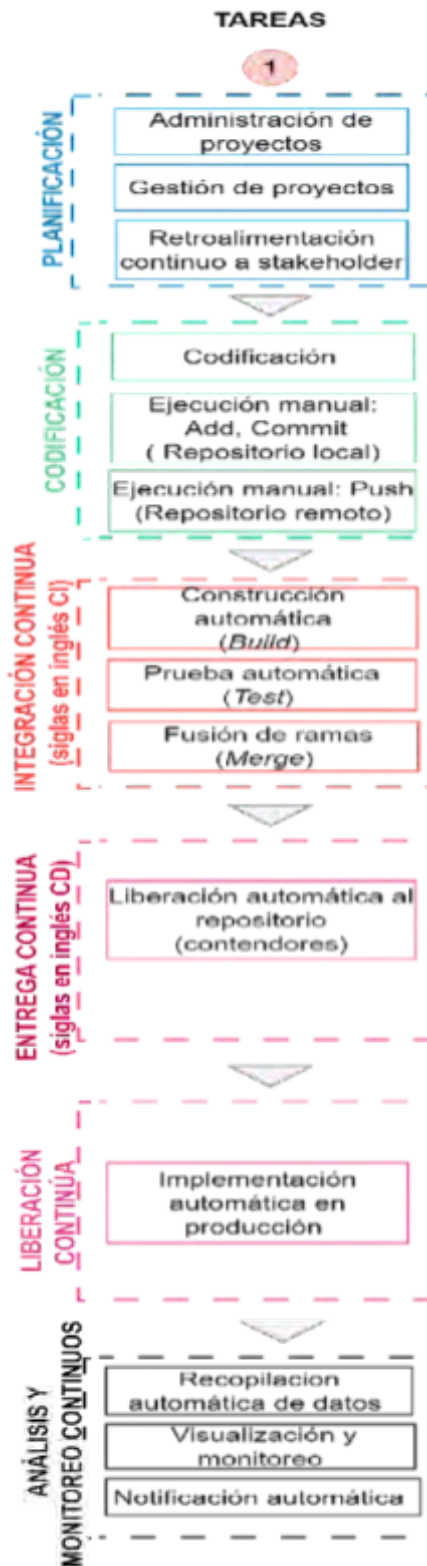 TAREAS
1
PLANIFICACIÓN
Administración de
proyectos
Gestión de proyectos
Retroalimentación
continuo a stakeholder
CODIFICACIÓN
Codificación
Ejecución manual:
Add, Commit
( Repositorio local)
Ejecución manual: Push
(Repositorio remoto)
INTEGRACIÓN CONTINUA
(siglas en inglés CI)
Construcción
automática
(Build)
Prueba automática
(Test)
Fusión de ramas
(Merge)
ENTREGA CONTINUA
(siglas en inglés CD)
Liberación automática al
repositorio
(contendores)
LIBERACIÓN
CONTINÚA
Implementación
automática en
producción
ANÁLISIS Y
MONITOREO CONTINUOS
Recopilacion
automática de datos
Visualización y
monitoreo
Notificación automática